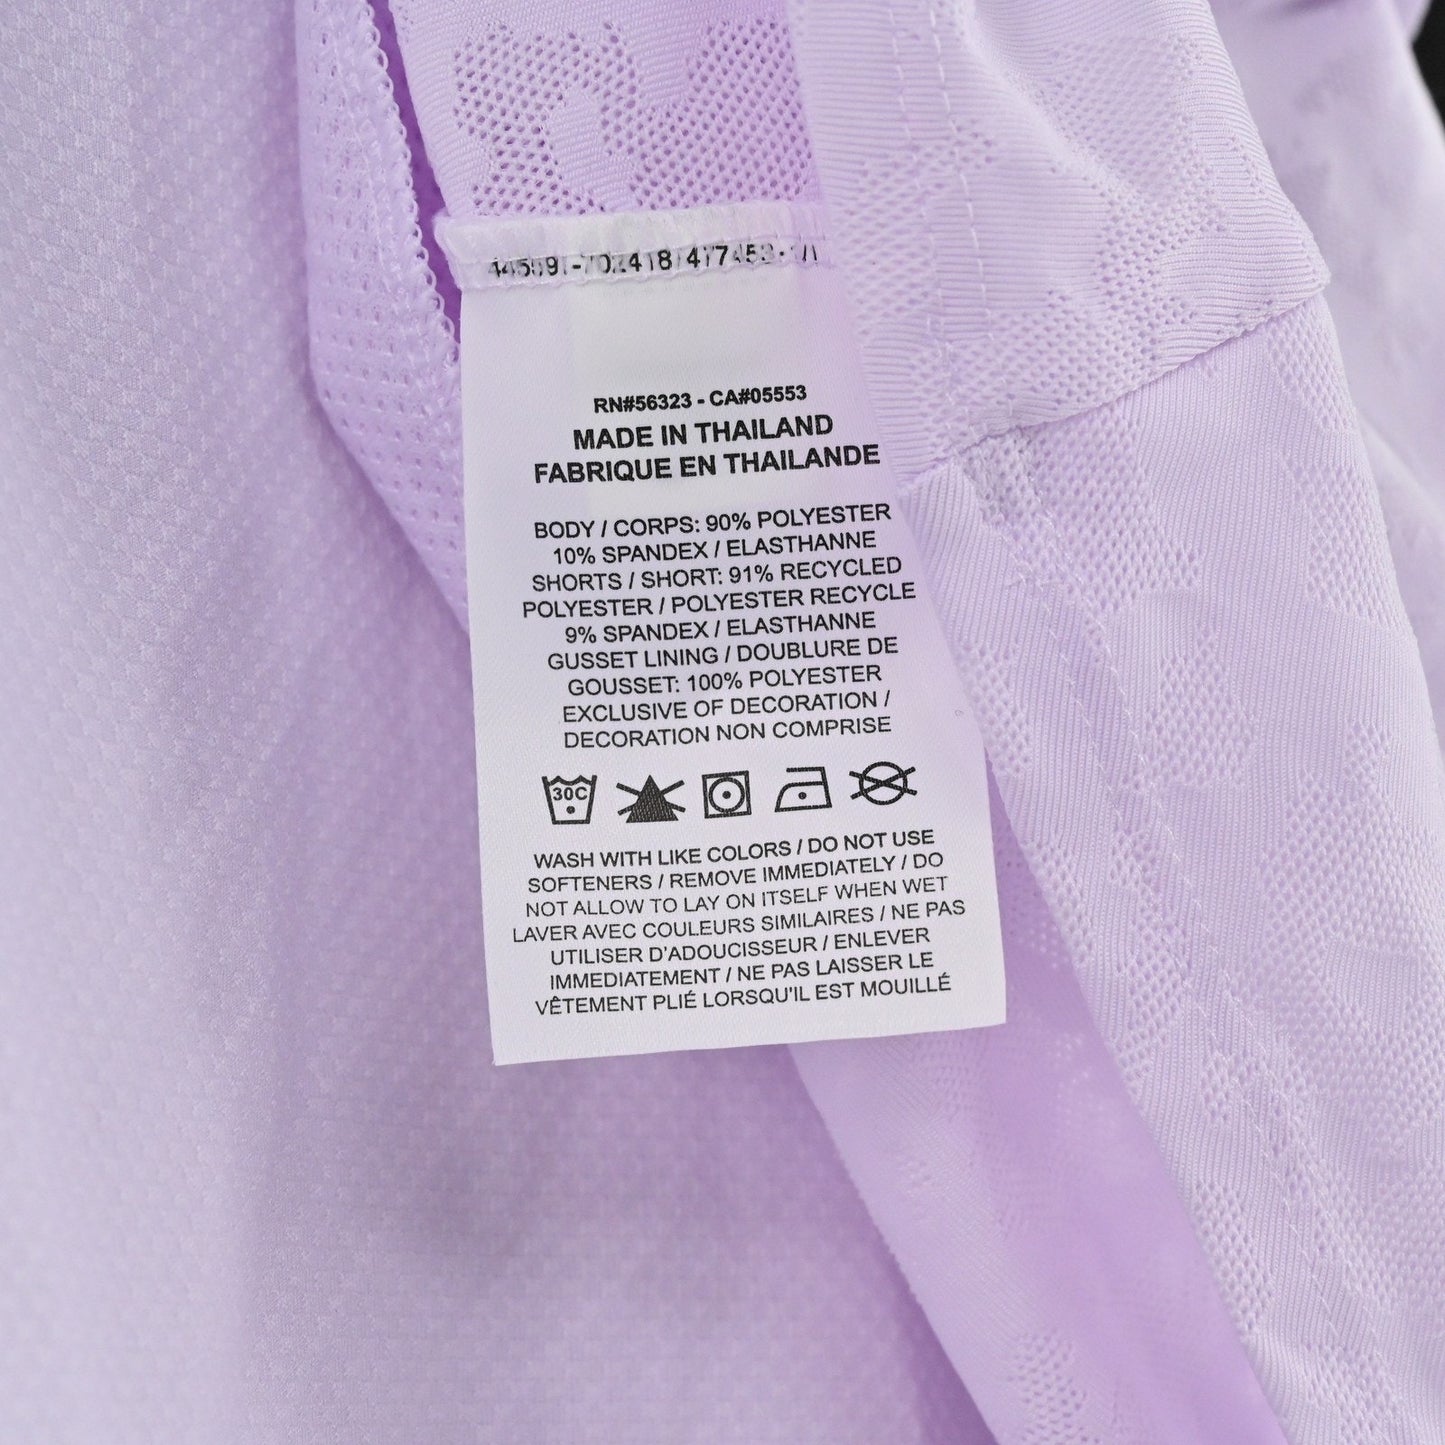 RN#56323 - CA#05553
MADE IN THAILAND
FABRIQUE EN THAILANDE
BODY / CORPS: 90% POLYESTER
10% SPANDEX / ELASTHANNE
SHORTS / SHORT: 91% RECYCLED
POLYESTER / POLYESTER RECYCLE
9% SPANDEX / ELASTHANNE
GUSSET LINING / DOUBLURE DE
GOUSSET: 100% POLYESTER
EXCLUSIVE OF DECORATION /
DECORATION NON COMPRISE
30C
WASH WITH LIKE COLORS / DO NOT USE
SOFTENERS / REMOVE IMMEDIATELY / DO
NOT ALLOW TO LAY ON ITSELF WHEN WET
LAVER AVEC COULEURS SIMILAIRES / NE PAS
UTILISER D'ADOUCISSEUR / ENLEVER
IMMEDIATEMENT / NE PAS LAISSER LE
VÊTEMENT PLIÉ LORSQU'IL EST MOUILLÉ